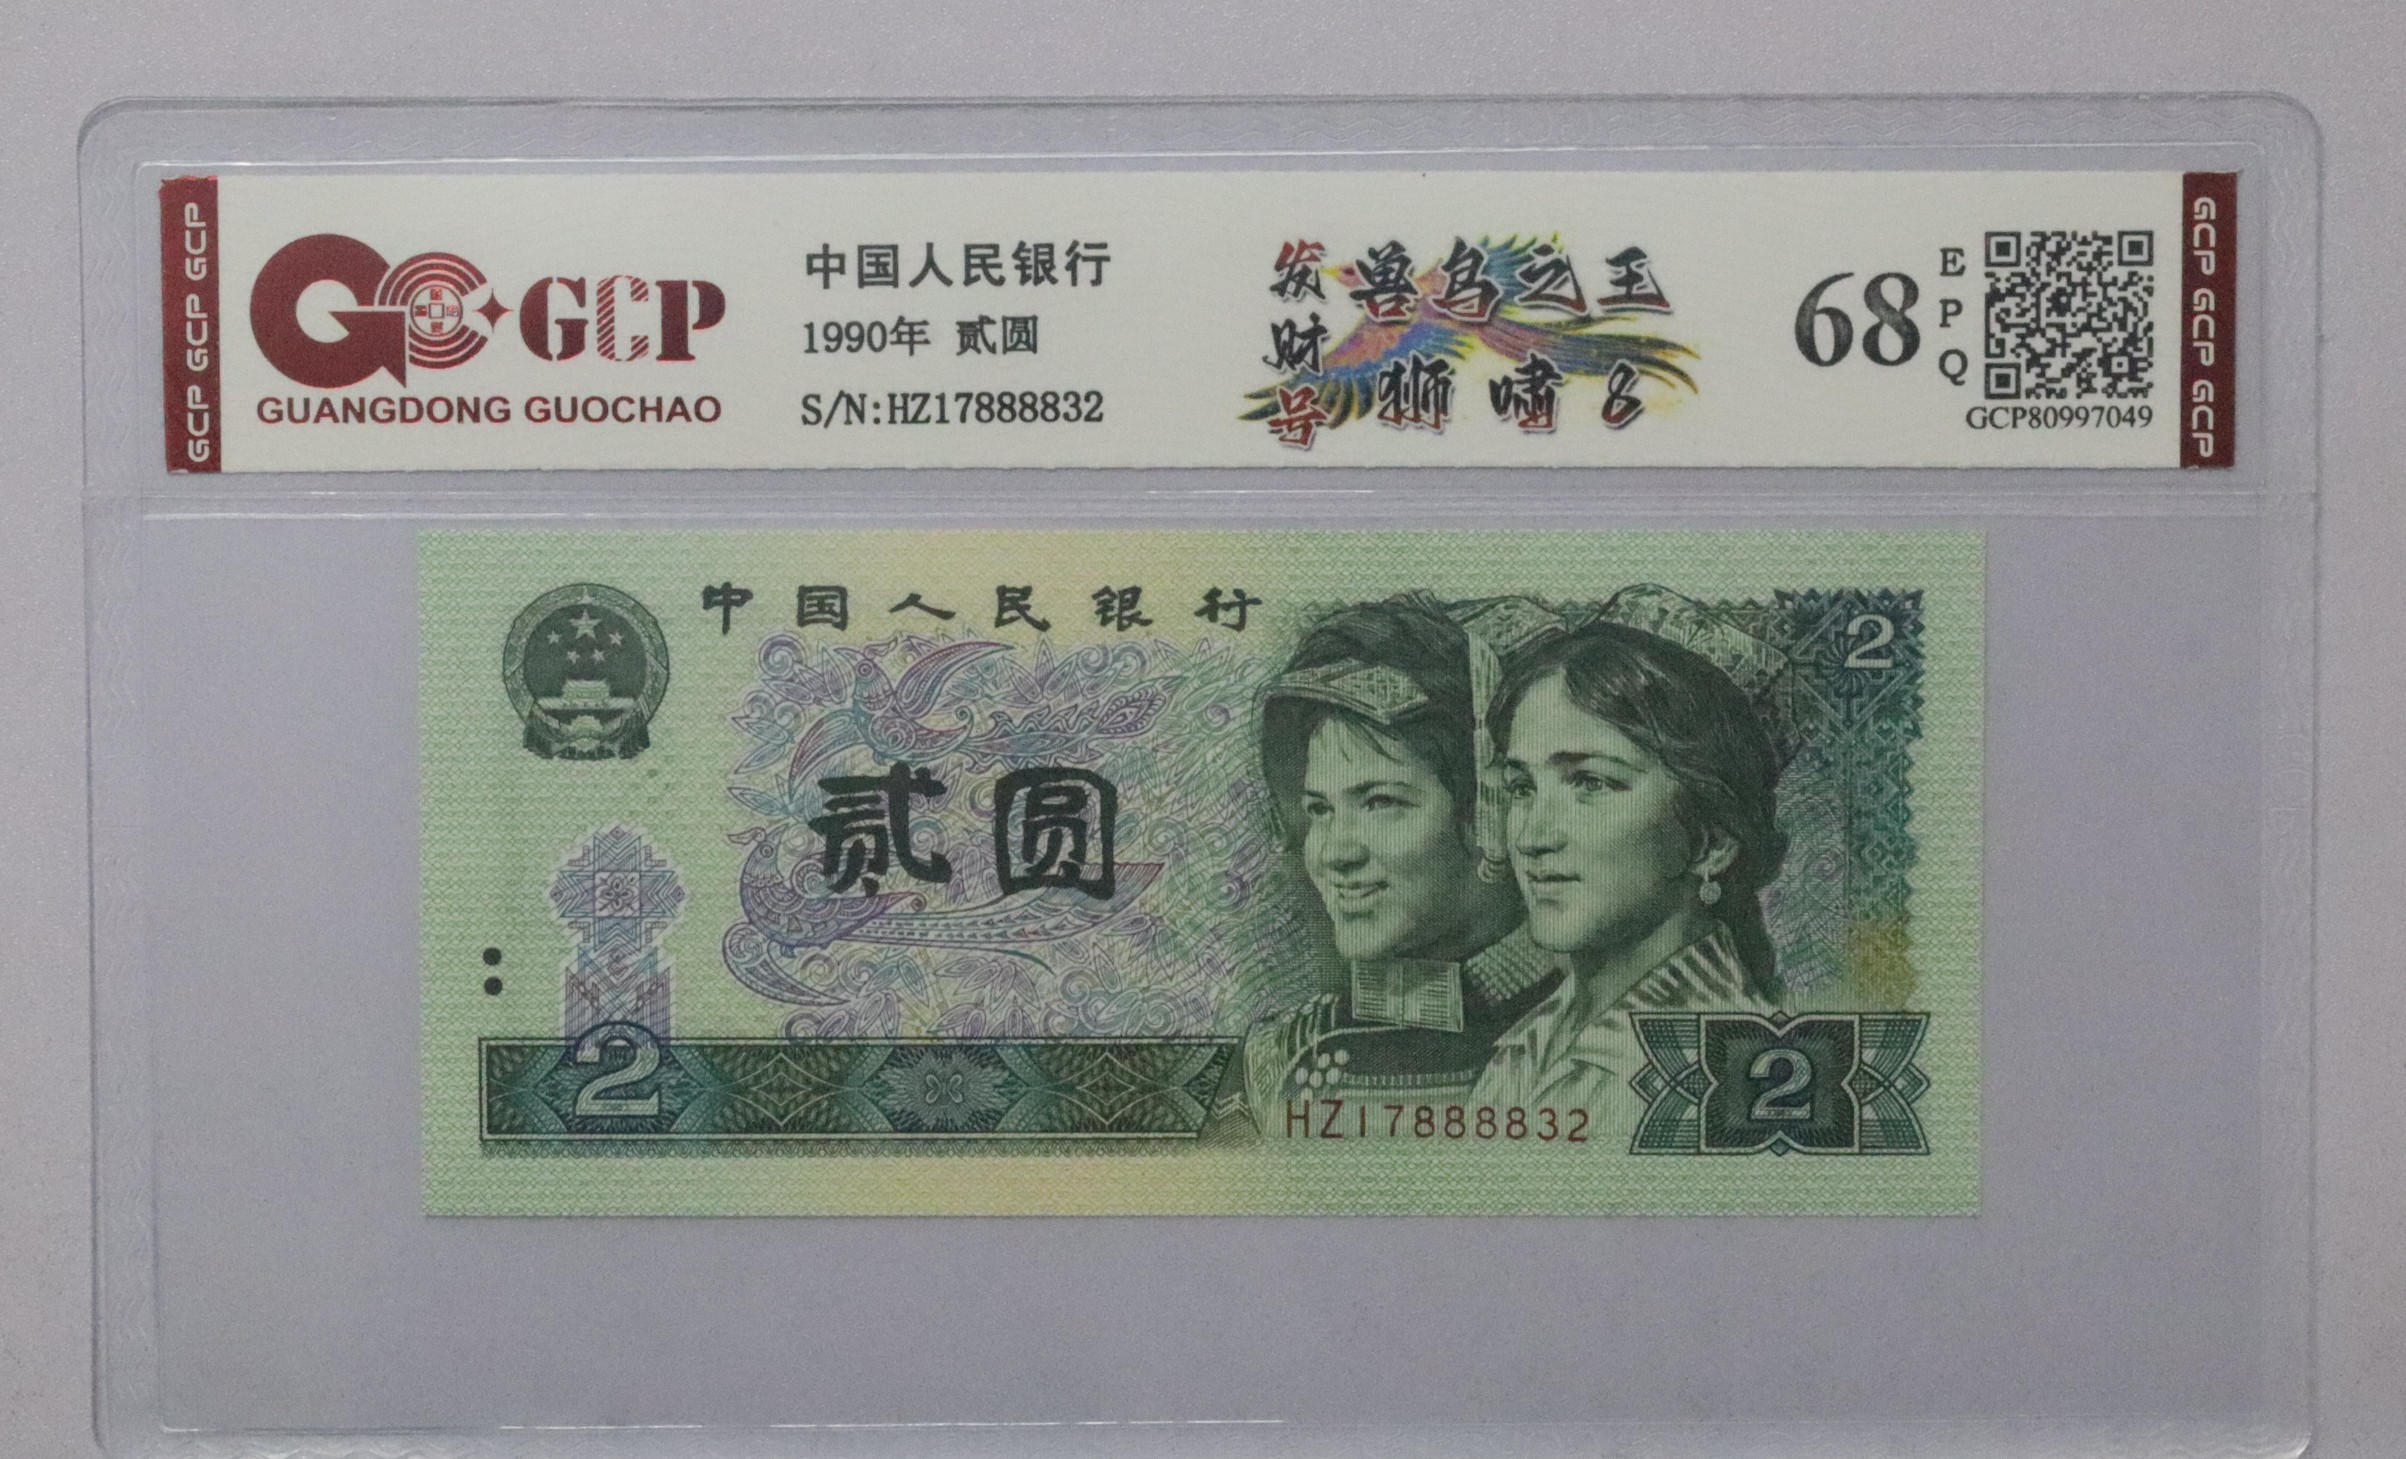 GCP GCP GCP
GCP
GUANGDONG GUOCHAO
中国人民银行
1990年 贰圆
S/N:HZ17888832
发财号
兽鸟之王
狮啸8
68
EPQ
GCP80997049
GCP GCP GCP
中国人民银行
2
贰圆
2
HZ17888832
2